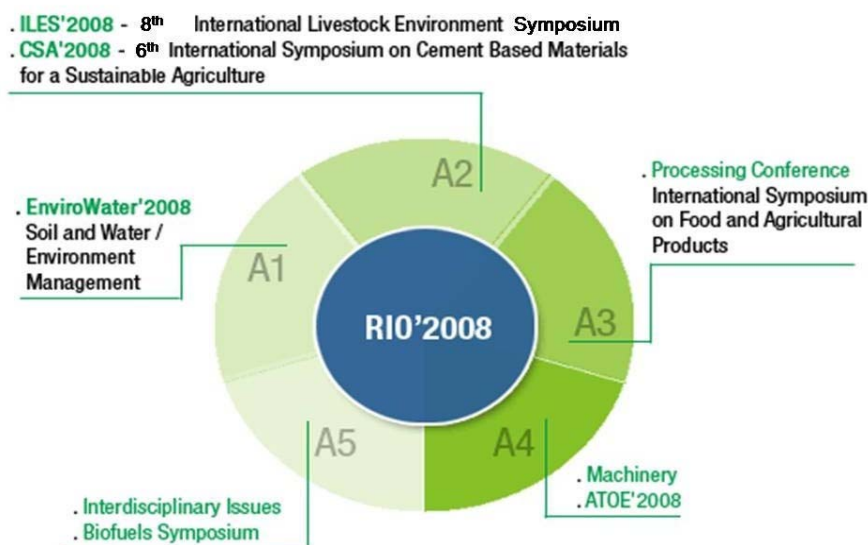 . ILES'2008 - 8th International Livestock Environment Symposium
. CSA'2008 - 6th International Symposium on Cement Based Materials
for a Sustainable Agriculture
A2
. Processing Conference
International Symposium
on Food and Agricultural
Products
. EnviroWater'2008
Soil and Water /
Environment
Management
A1
RIO'2008
A3
A5
A4
. Machinery
. ATOE'2008
. Interdisciplinary Issues
. Biofuels Symposium